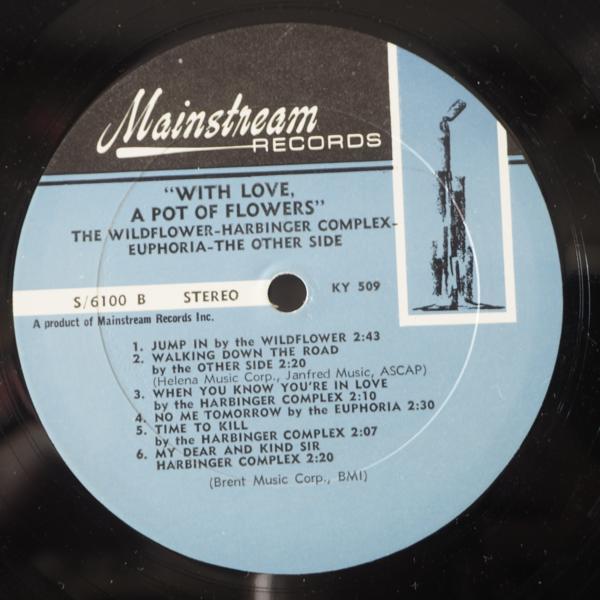 Mainstream
RECORDS
"WITH LOVE,
A POT OF FLOWERS"
THE WILDFLOWER-HARBINGER COMPLEX-
EUPHORIA-THE OTHER SIDE
S/6100 B STEREO
KY 509
A product of Mainstream Records Inc.
1. JUMP IN by the WILDFLOWER 2:43
2. WALKING DOWN THE ROAD
by the OTHER SIDE 2:20
(Helena Music Corp., Janfred Music, ASCAP)
3. WHEN YOU KNOW YOU'RE IN LOVE
by the HARBINGER COMPLEX 2:10
4. NO ME TOMORROW by the EUPHORIA 2:30
5. TIME TO KILL
by the HARBINGER COMPLEX 2:07
6. MY DEAR AND KIND SIR
HARBINGER COMPLEX 2:20
(Brent Music Corp., BMI)